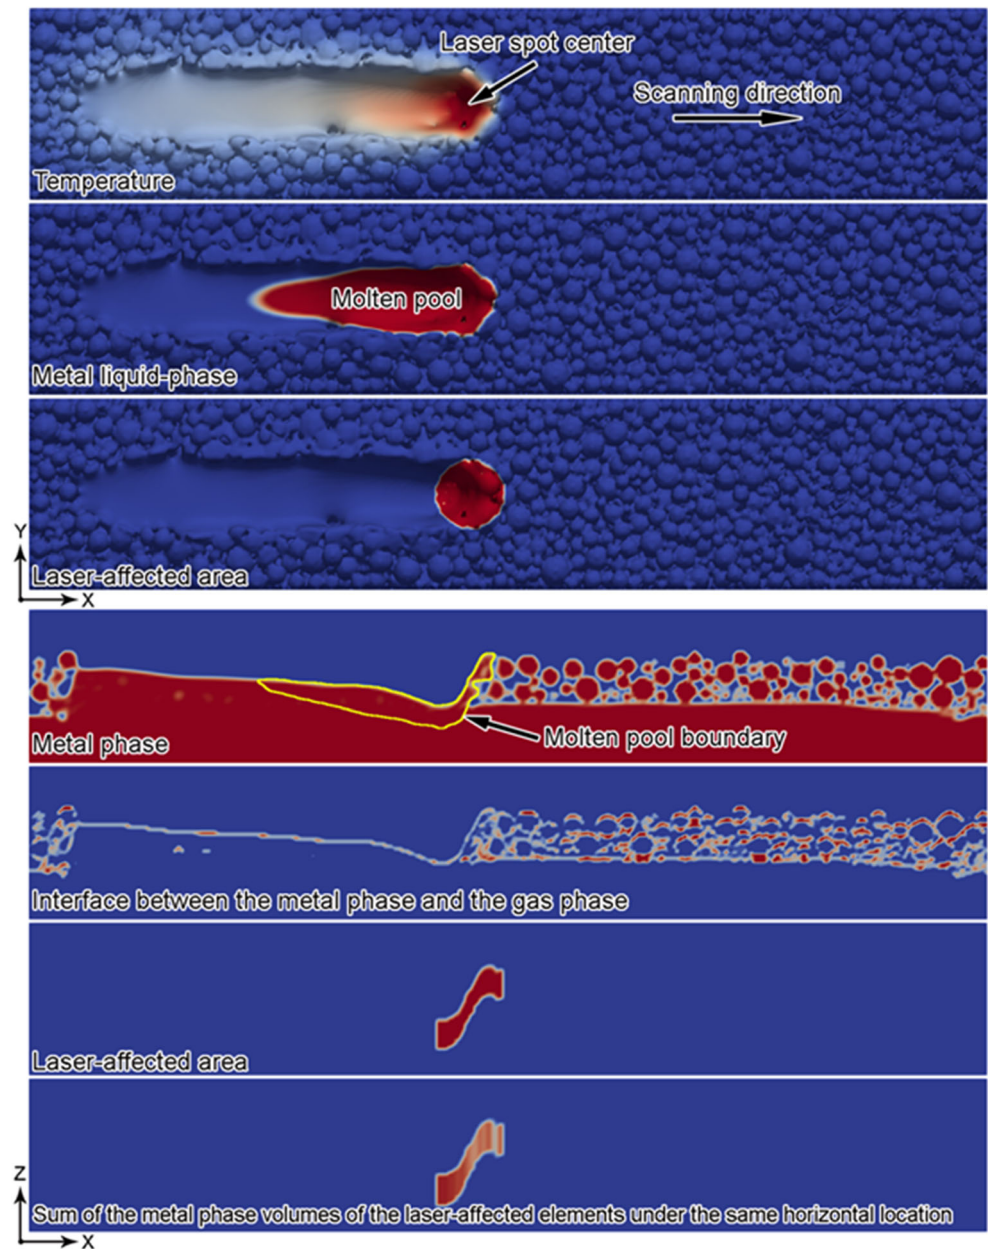 Laser spot center
Scanning direction
Temperature
Molten pool
Metal liquid-phase
Y
Laser-affected area
X
Metal phase
Molten pool boundary
Interface between the metal phase and the gas phase
Laser-affected area
Z
Sum of the metal phase volumes of the laser-affected elements under the same horizontal location
X